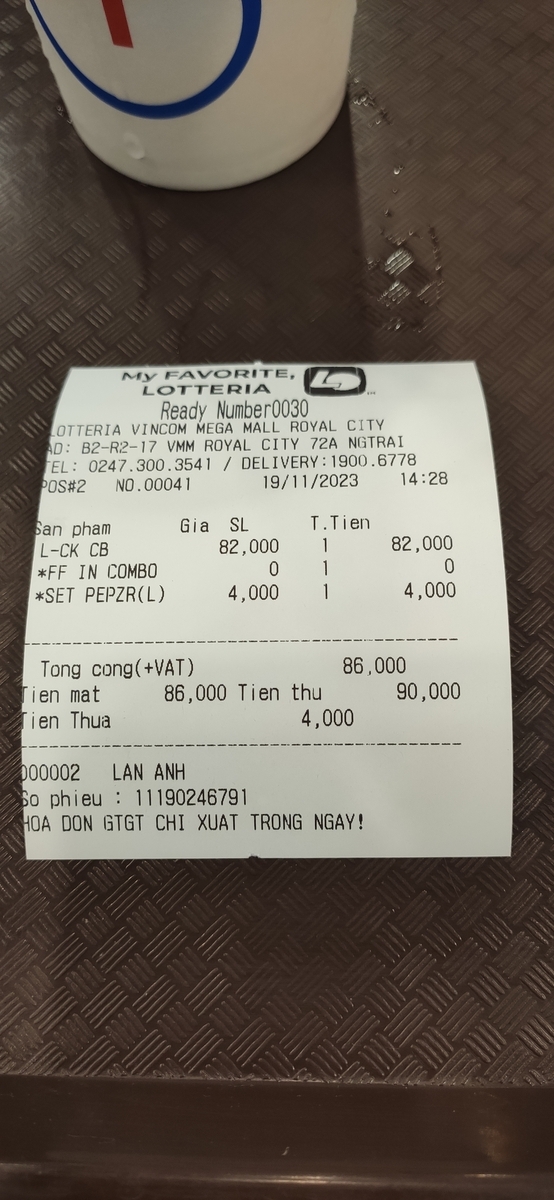 My FAVORITE,
LOTTERIA
Ready Number0030
LOTTERIA VINCOM MEGA MALL ROYAL CITY
AD: B2-R2-17 VMM ROYAL CITY 72A NGTRAI
TEL: 0247.300.3541 / DELIVERY:1900.6778
POS#2 NO.00041 19/11/2023 14:28
San pham Gia SL T.Tien
L-CK CB 82,000 1 82,000
*FF IN COMBO 0 1 0
*SET PEPZR(L) 4,000 1 4,000
Tong cong(+VAT) 86,000
Tien mat 86,000 Tien thu 90,000
Tien Thua 4,000
000002 LAN ANH
So phieu : 11190246791
HOA DON GTGT CHI XUAT TRONG NGAY!